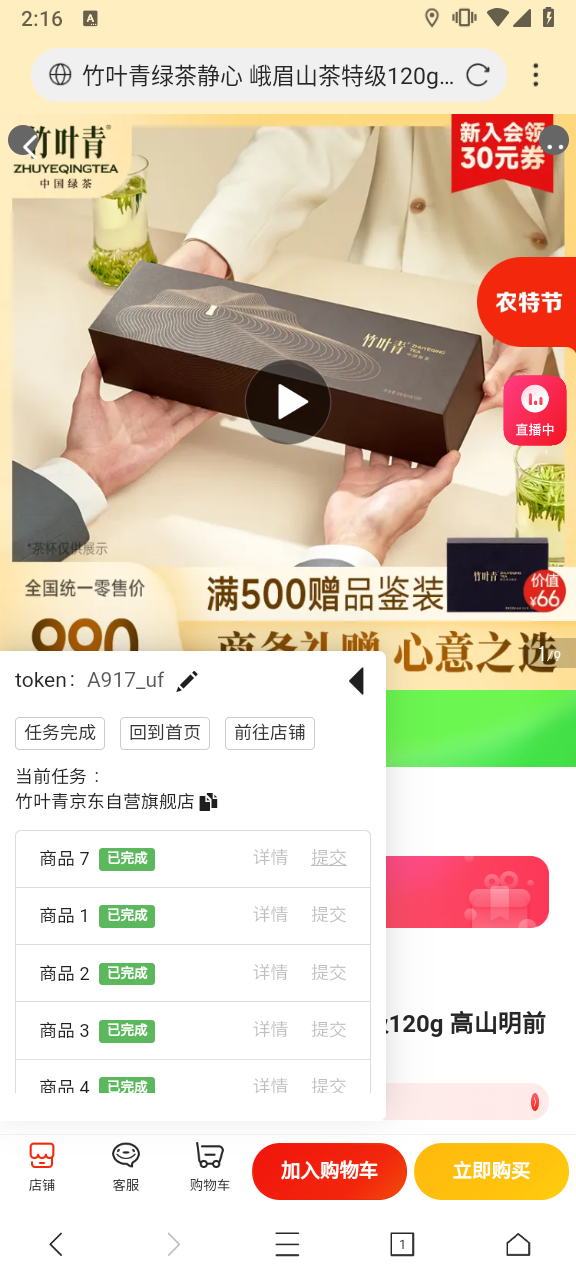 2:16
竹叶青绿茶静心 峨眉山茶特级120g...
竹叶青
ZHUYEQINGTEA
中国绿茶
新入会领
30元券
农特节
竹叶青
ZHUYEQING
TEA
直播中
*茶杯仅供展示
全国统一零售价
990
满500赠品鉴装
竹叶青
价值
¥66
商务礼赠 心意之选
1/9
token: A917_uf
任务完成
回到首页
前往店铺
当前任务：
竹叶青京东自营旗舰店
商品 7 已完成 详情 提交
商品 1 已完成 详情 提交
商品 2 已完成 详情 提交
商品 3 已完成 详情 提交
商品 4 已完成 详情 提交
120g 高山明前
店铺
客服
购物车
加入购物车
立即购买
1